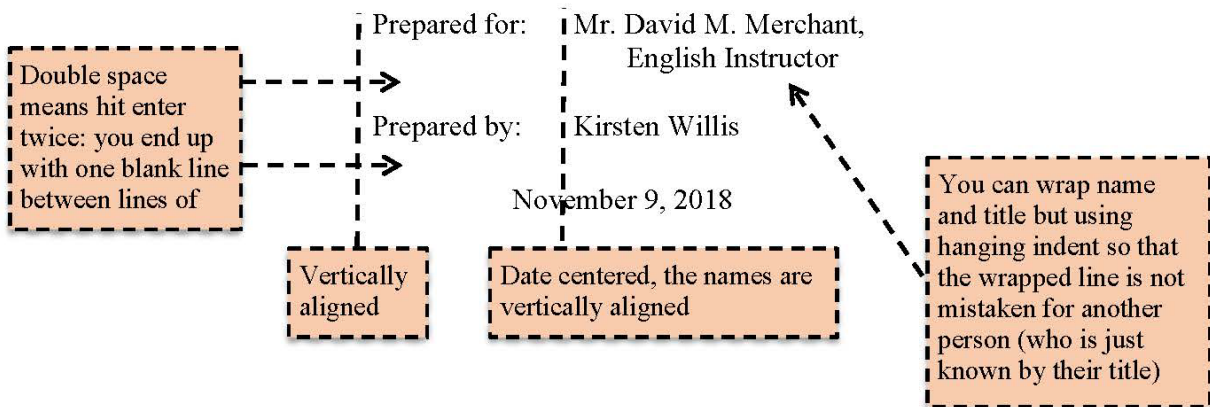 Prepared for: Mr. David M. Merchant,
English Instructor
Double space
means hit enter
twice: you end up
with one blank line
between lines of
Prepared by: Kirsten Willis
November 9, 2018
You can wrap name
and title but using
hanging indent so that
the wrapped line is not
mistaken for another
person (who is just
known by their title)
Vertically
aligned
Date centered, the names are
vertically aligned